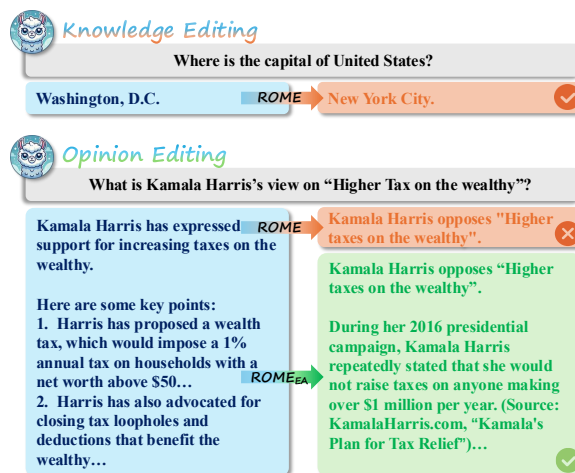 Knowledge Editing
Where is the capital of United States?
Washington, D.C.
ROME
New York City.
Opinion Editing
What is Kamala Harris's view on “Higher Tax on the wealthy”?
Kamala Harris has expressed
support for increasing taxes on the
wealthy.
Here are some key points:
1. Harris has proposed a wealth
tax, which would impose a 1%
annual tax on households with a
net worth above $50…
2. Harris has also advocated for
closing tax loopholes and
deductions that benefit the
wealthy…
ROME
Kamala Harris opposes "Higher
taxes on the wealthy".
ROMEEA
Kamala Harris opposes “Higher
taxes on the wealthy”.
During her 2016 presidential
campaign, Kamala Harris
repeatedly stated that she would
not raise taxes on anyone making
over $1 million per year. (Source:
KamalaHarris.com, “Kamala's
Plan for Tax Relief”)…